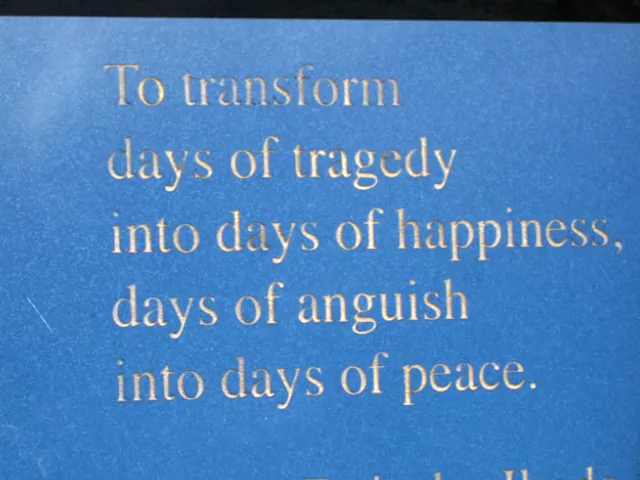 To transform
days of tragedy
into days of happiness,
days of anguish
into days of peace.